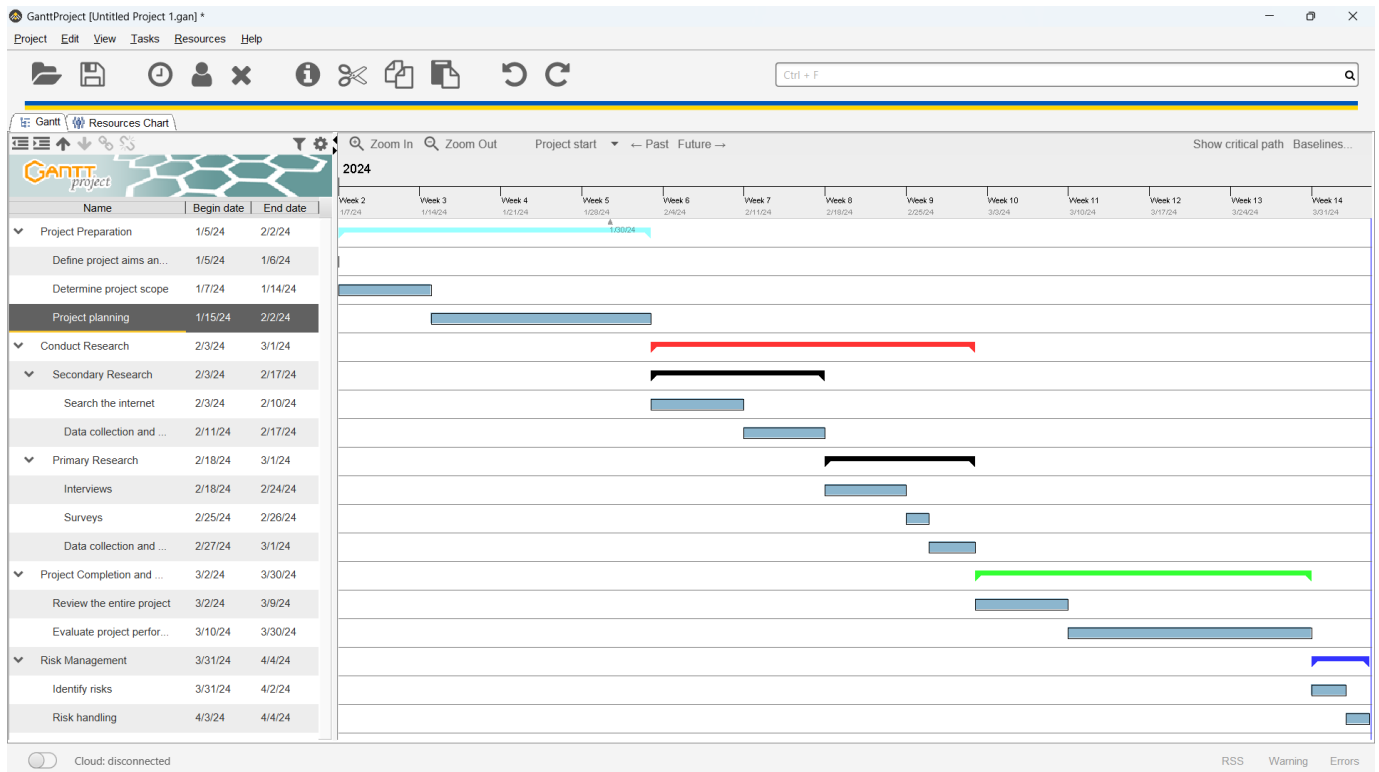 GanttProject [Untitled Project 1.gan] *
Project Edit View Tasks Resources Help
Ctrl + F
Gantt Resources Chart
Zoom In Zoom Out Project start ← Past Future → Show critical path Baselines...
GANTT project
2024
Week 2 Week 3 Week 4 Week 5 Week 6 Week 7 Week 8 Week 9 Week 10 Week 11 Week 12 Week 13 Week 14
1/7/24 1/14/24 1/21/24 1/28/24 2/4/24 2/11/24 2/18/24 2/25/24 3/3/24 3/10/24 3/17/24 3/24/24 3/31/24
Name Begin date End date
1/30/24
Project Preparation 1/5/24 2/2/24
Define project aims an... 1/5/24 1/6/24
Determine project scope 1/7/24 1/14/24
Project planning 1/15/24 2/2/24
Conduct Research 2/3/24 3/1/24
Secondary Research 2/3/24 2/17/24
Search the internet 2/3/24 2/10/24
Data collection and ... 2/11/24 2/17/24
Primary Research 2/18/24 3/1/24
Interviews 2/18/24 2/24/24
Surveys 2/25/24 2/26/24
Data collection and ... 2/27/24 3/1/24
Project Completion and ... 3/2/24 3/30/24
Review the entire project 3/2/24 3/9/24
Evaluate project perfor... 3/10/24 3/30/24
Risk Management 3/31/24 4/4/24
Identify risks 3/31/24 4/2/24
Risk handling 4/3/24 4/4/24
Cloud: disconnected RSS Warning Errors